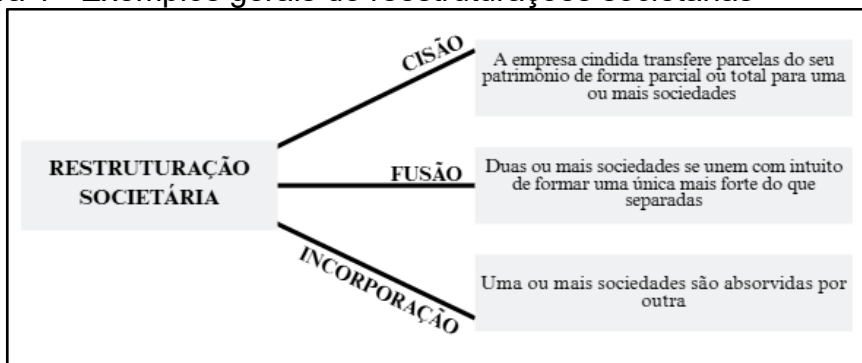 Exemplos gerais de reestruturações societárias
CISÃO
A empresa cindida transfere parcelas do seu
patrimônio de forma parcial ou total para uma
ou mais sociedades
RESTRUTURAÇÃO
SOCIETÁRIA
FUSÃO
Duas ou mais sociedades se unem com intuito
de formar uma única mais forte do que
separadas
INCORPORAÇÃO
Uma ou mais sociedades são absorvidas por
outra